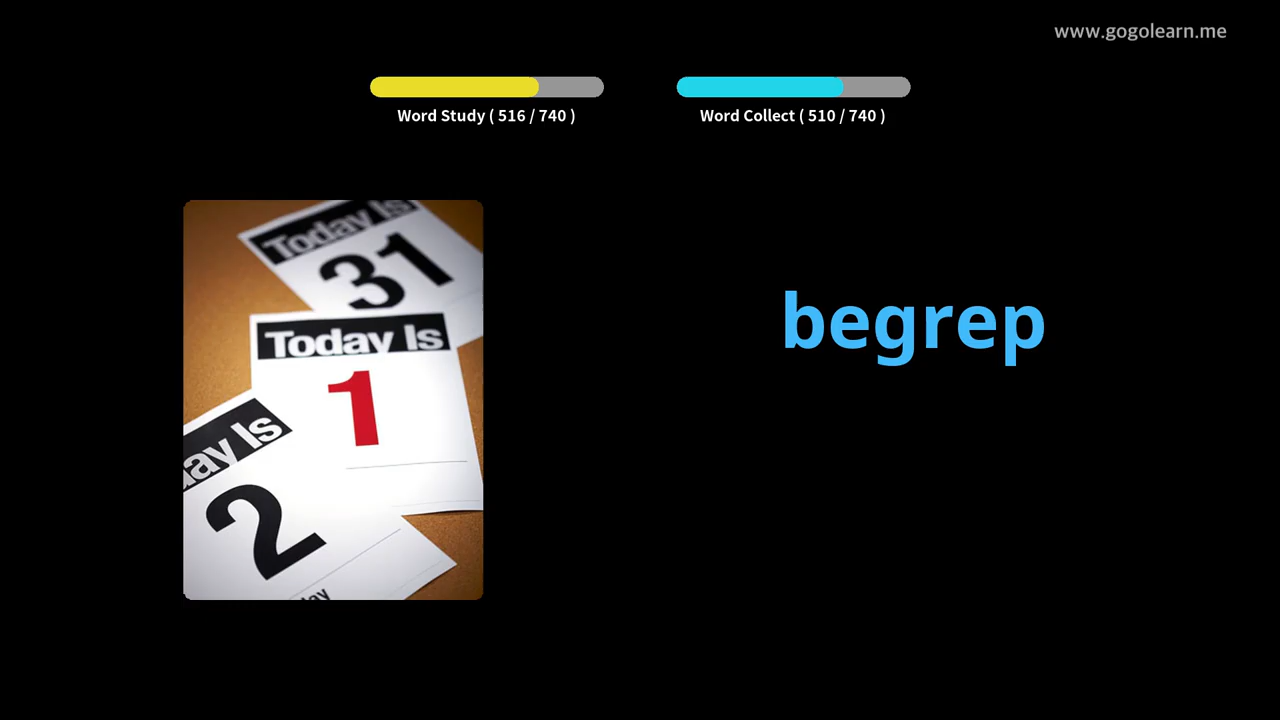 www.gogolearn.me
Word Study ( 516 / 740 )
Word Collect ( 510 / 740 )
Today Is
31
Today Is
1
day Is
2
begrep